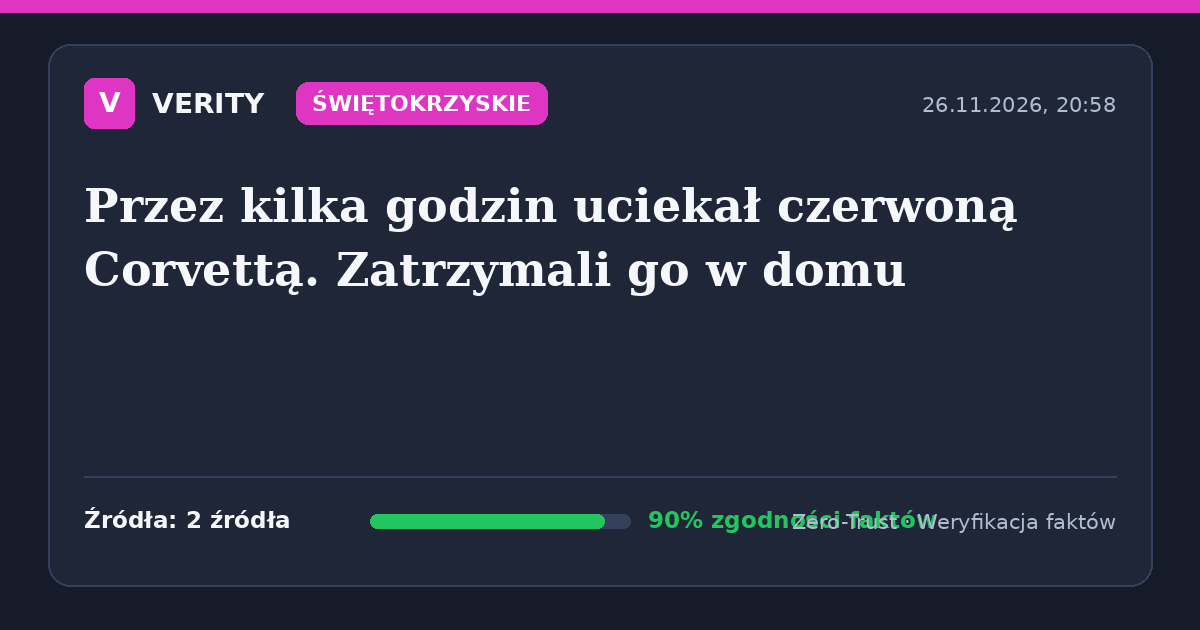 V VERITY ŚWIĘTOKRZYSKIE 26.11.2026, 20:58
Przez kilka godzin uciekał czerwoną
Corvettą. Zatrzymali go w domu
Źródła: 2 źródła 90% zgodności faktów Zero-Trust · Weryfikacja faktów